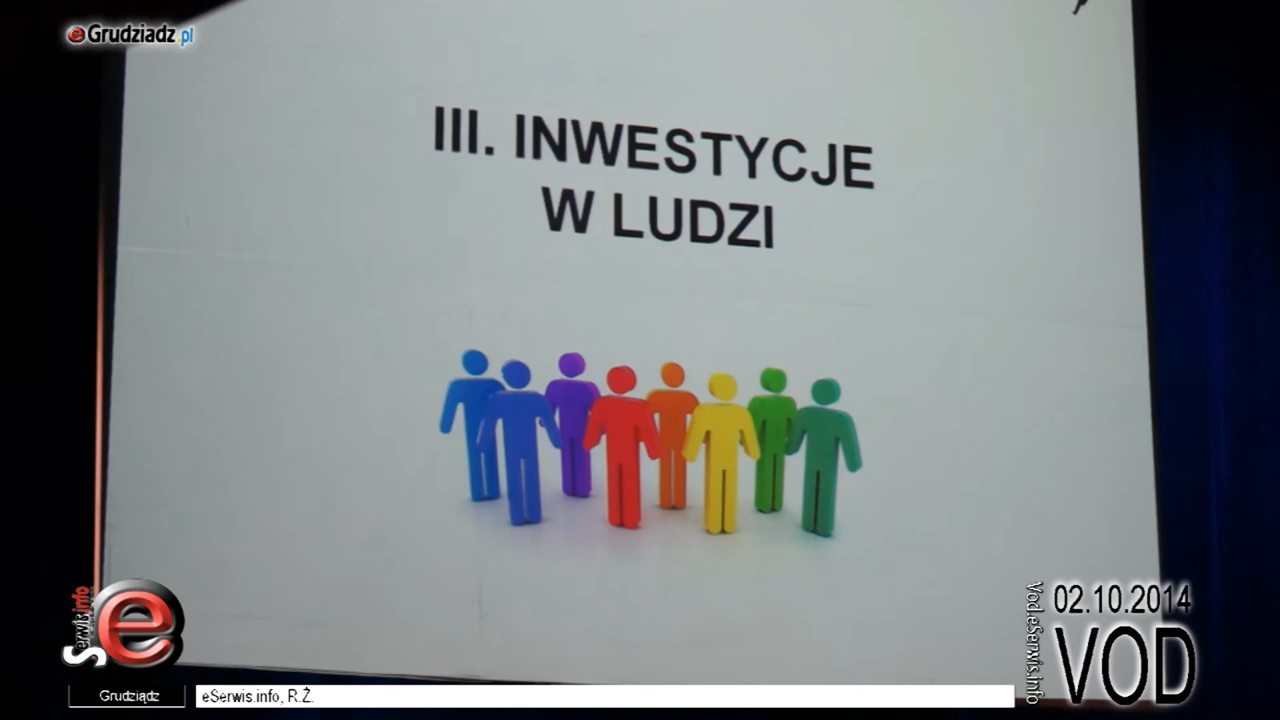 eGrudziadz.pl
III. INWESTYCJE
W LUDZI
eSerwis.info
Vod.eSerwis.Info
02.10.2014
VOD
Grudziądz
eSerwis.info, R.Ż.